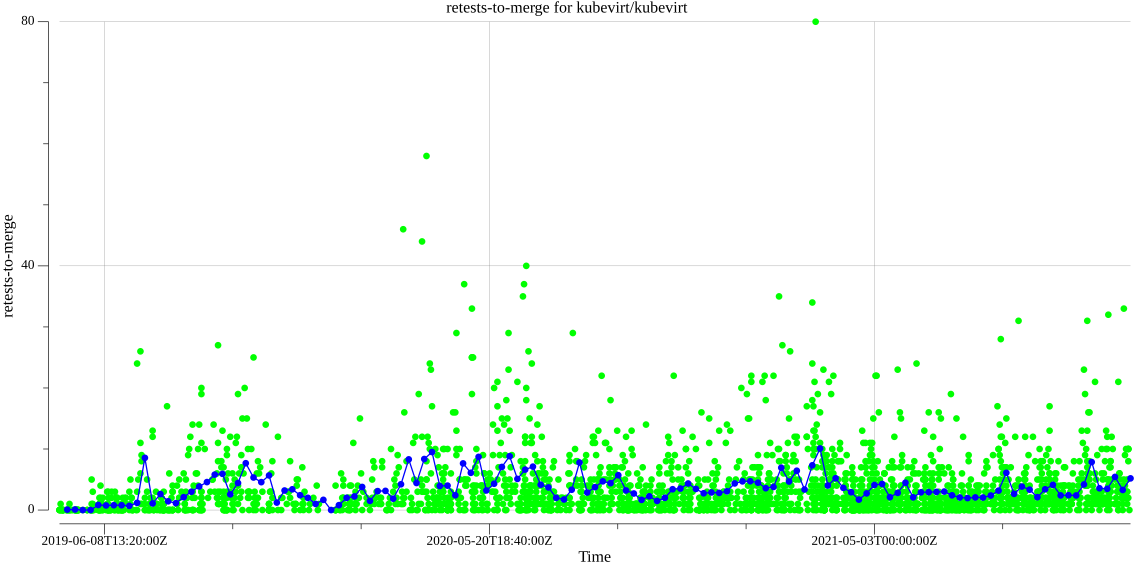 retests-to-merge for kubevirt/kubevirt
80
40
0
retests-to-merge
2019-06-08T13:20:00Z
2020-05-20T18:40:00Z
2021-05-03T00:00:00Z
Time